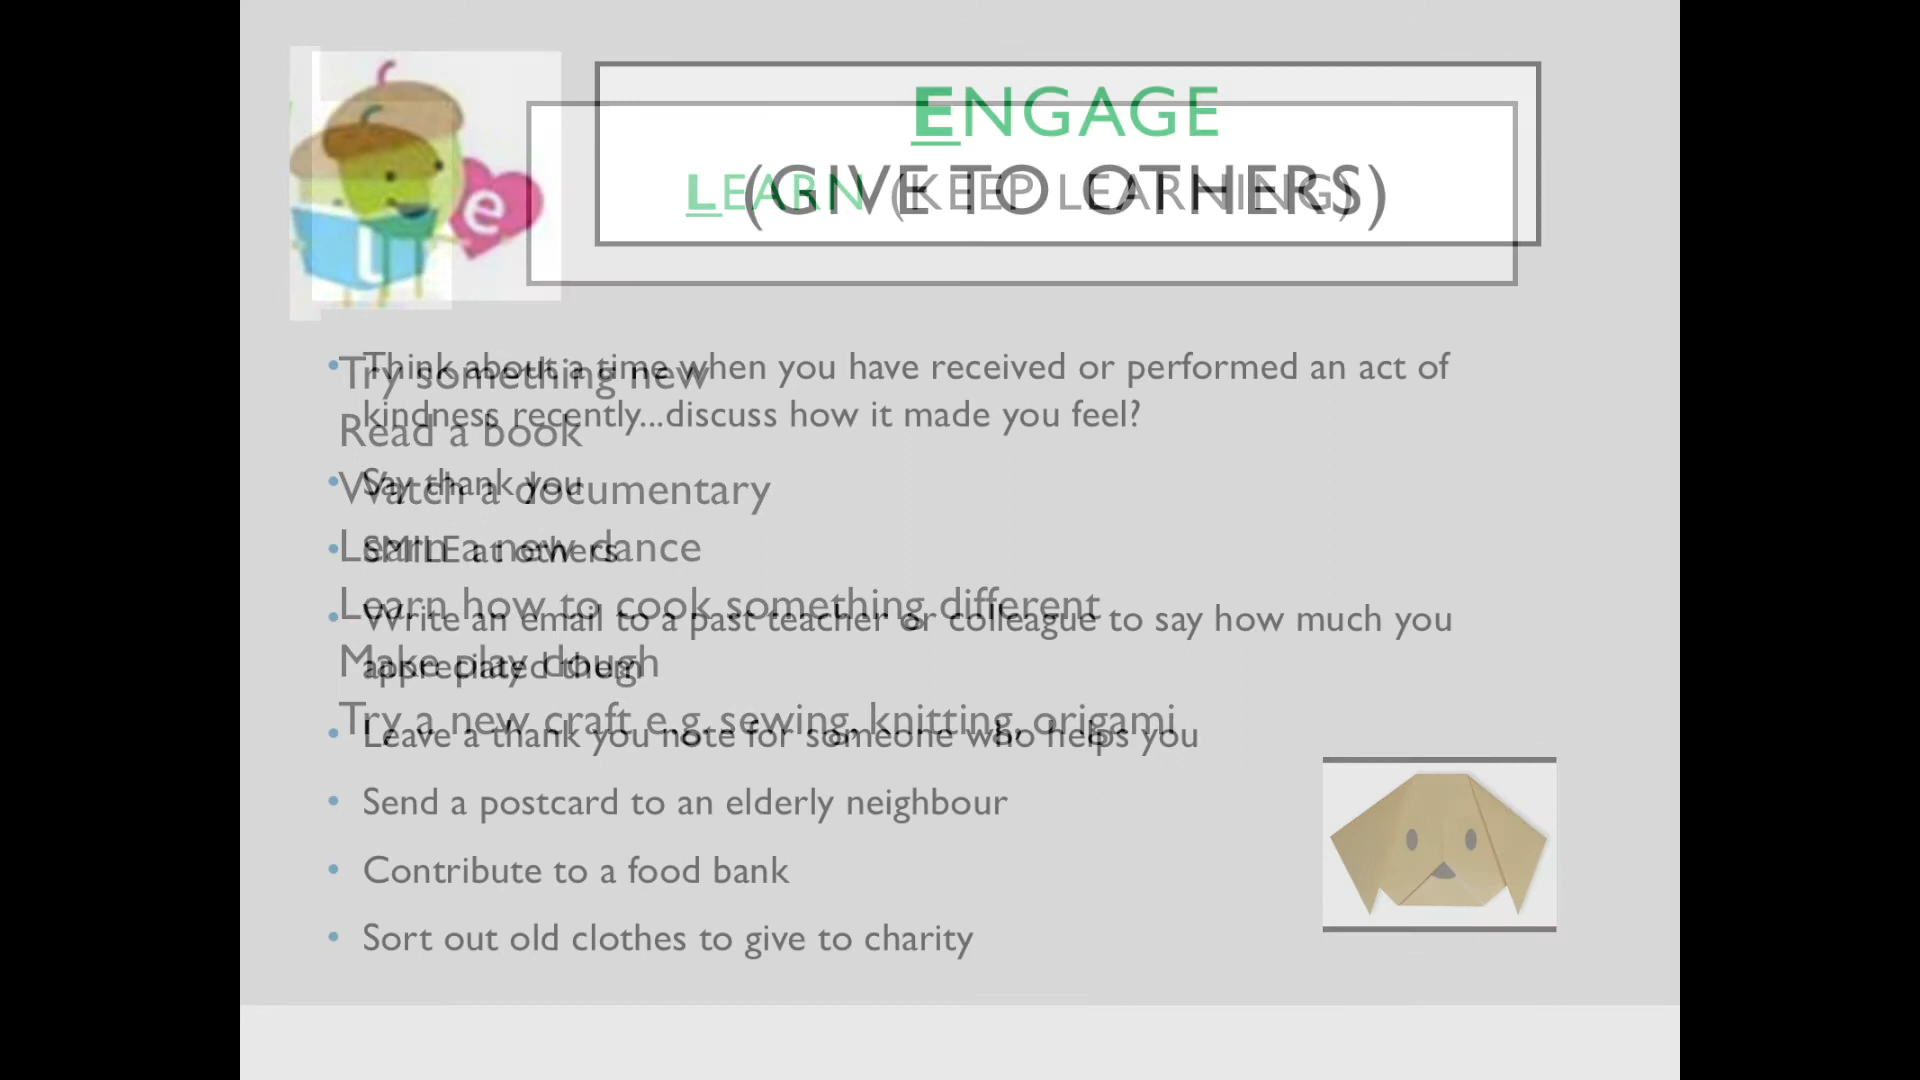 ENGAGE
(GIVE TO OTHERS)
LEARN (KEEP LEARNING)
e
L
• Think about a time when you have received or performed an act of
kindness recently...discuss how it made you feel?
• Say thank you
• SMILE at others
• Write an email to a past teacher or colleague to say how much you
appreciated them
• Leave a thank you note for someone who helps you
• Send a postcard to an elderly neighbour
• Contribute to a food bank
• Sort out old clothes to give to charity
Try something new
Read a book
Watch a documentary
Learn a new dance
Learn how to cook something different
Make play dough
Try a new craft e.g. sewing, knitting, origami